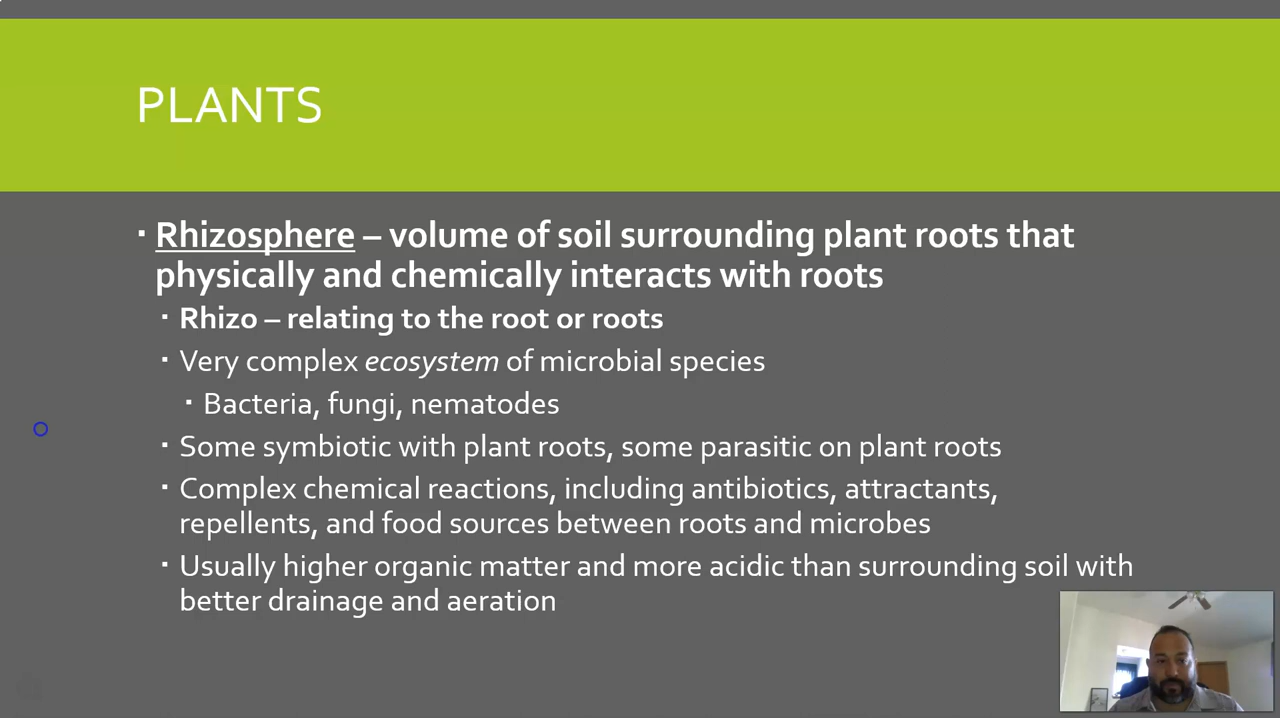 PLANTS
▪ Rhizosphere – volume of soil surrounding plant roots that
physically and chemically interacts with roots
▪ Rhizo – relating to the root or roots
▪ Very complex ecosystem of microbial species
▪ Bacteria, fungi, nematodes
▪ Some symbiotic with plant roots, some parasitic on plant roots
▪ Complex chemical reactions, including antibiotics, attractants,
repellents, and food sources between roots and microbes
▪ Usually higher organic matter and more acidic than surrounding soil with
better drainage and aeration